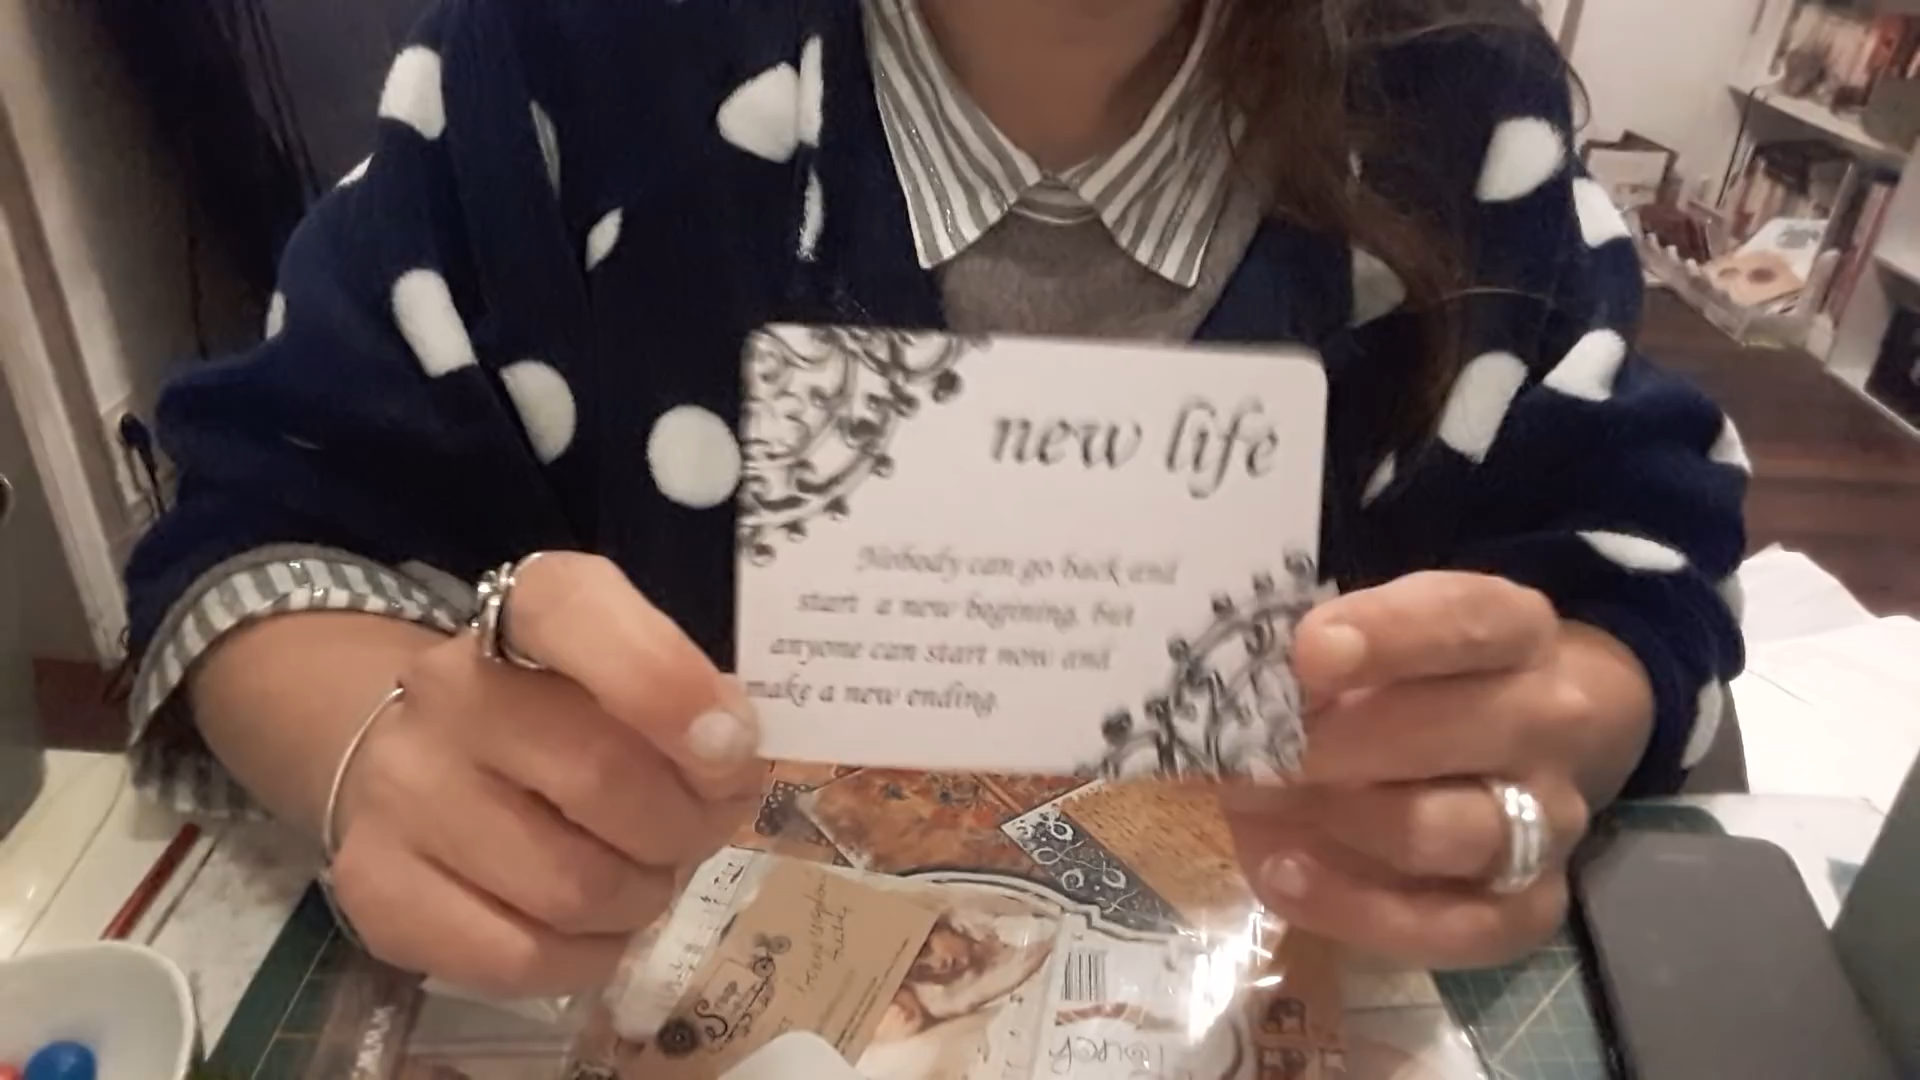 new life
Nobody can go back and
start a new begining, but
anyone can start now and
make a new ending.